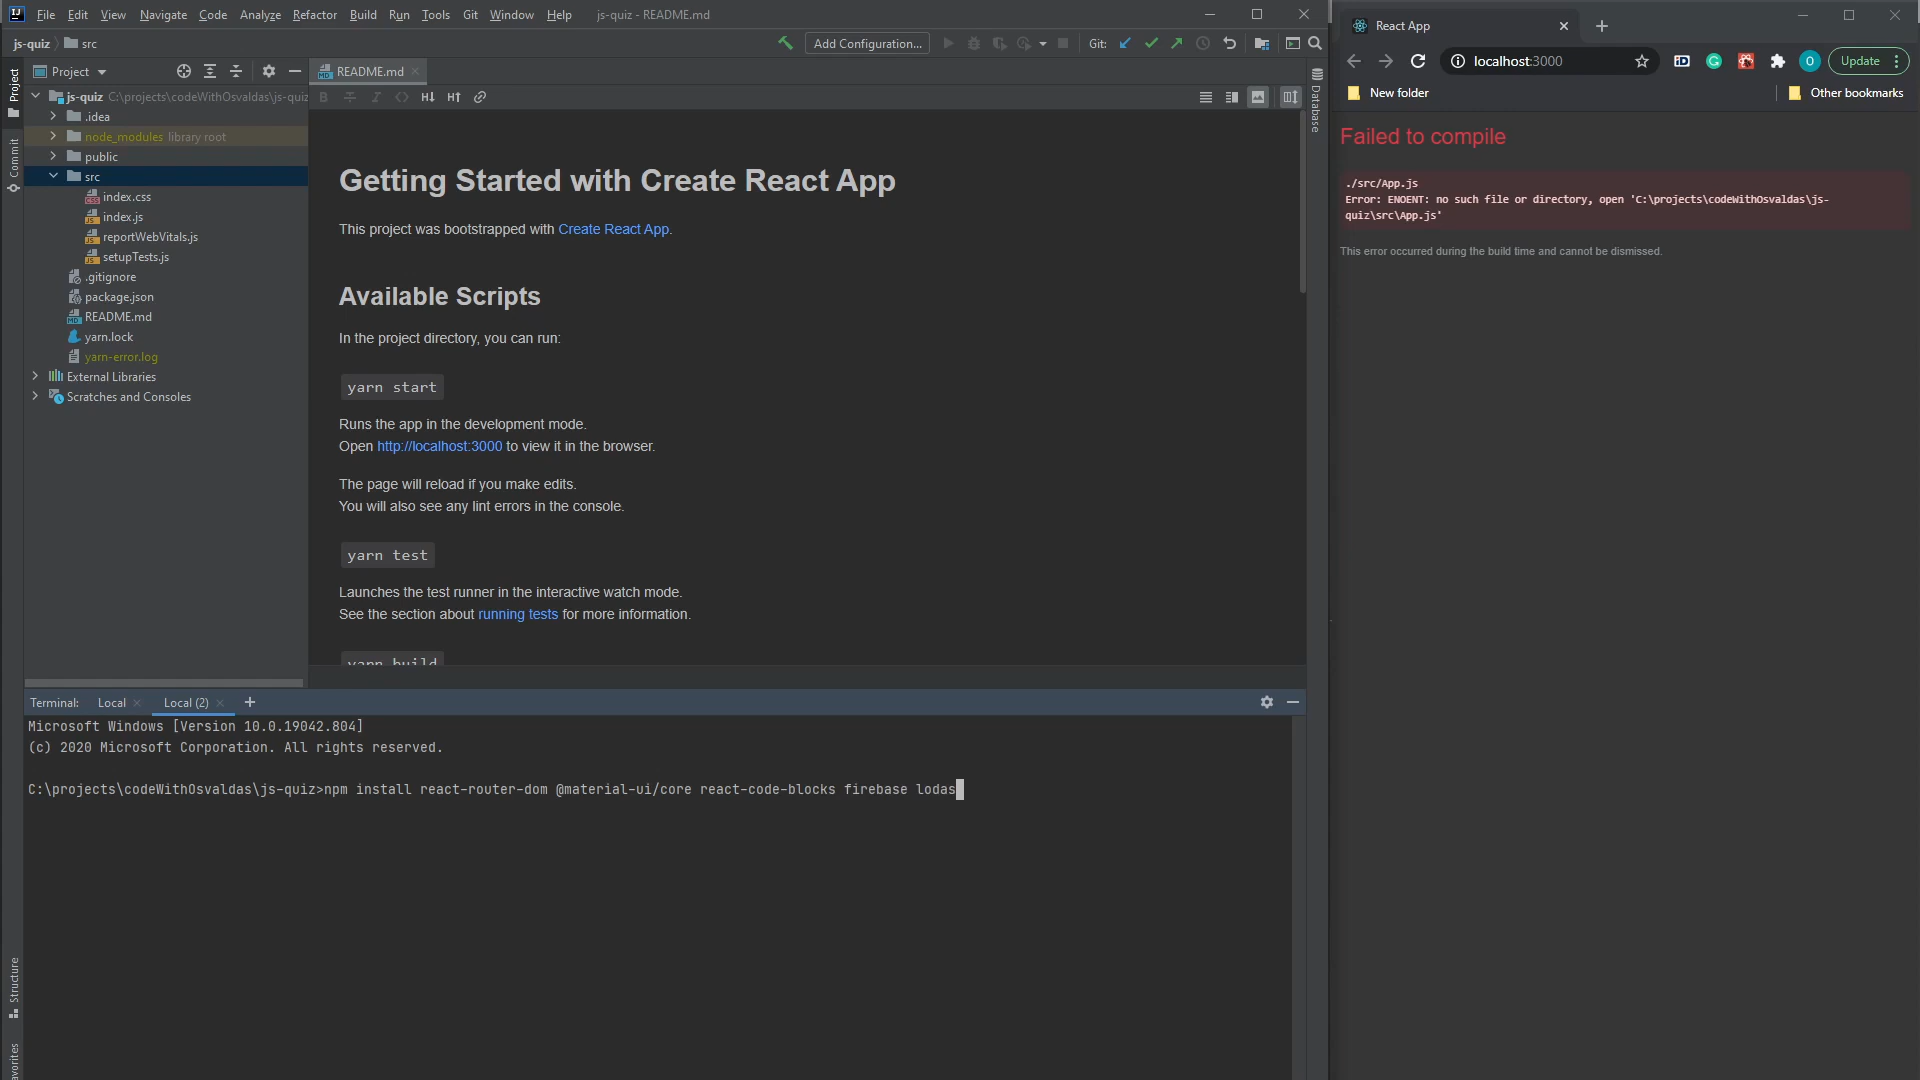 File Edit View Navigate Code Analyze Refactor Build Run Tools Git Window Help js-quiz - README.md
js-quiz src
Add Configuration... Git:
Project
README.md
js-quiz C:\projects\codeWithOsvaldas\js-quiz
.idea
node_modules library root
public
src
index.css
index.js
reportWebVitals.js
setupTests.js
.gitignore
package.json
README.md
yarn.lock
yarn-error.log
External Libraries
Scratches and Consoles
Project
Commit
Structure
Database
Getting Started with Create React App
This project was bootstrapped with Create React App.
Available Scripts
In the project directory, you can run:
yarn start
Runs the app in the development mode.
Open http://localhost:3000 to view it in the browser.
The page will reload if you make edits.
You will also see any lint errors in the console.
yarn test
Launches the test runner in the interactive watch mode.
See the section about running tests for more information.
yarn build
Terminal: Local Local (2)
Microsoft Windows [Version 10.0.19042.804]
(c) 2020 Microsoft Corporation. All rights reserved.
C:\projects\codeWithOsvaldas\js-quiz>npm install react-router-dom @material-ui/core react-code-blocks firebase lodas
React App
localhost:3000
Update
New folder
Other bookmarks
Failed to compile
./src/App.js
Error: ENOENT: no such file or directory, open 'C:\projects\codeWithOsvaldas\js-
quiz\src\App.js'
This error occurred during the build time and cannot be dismissed.